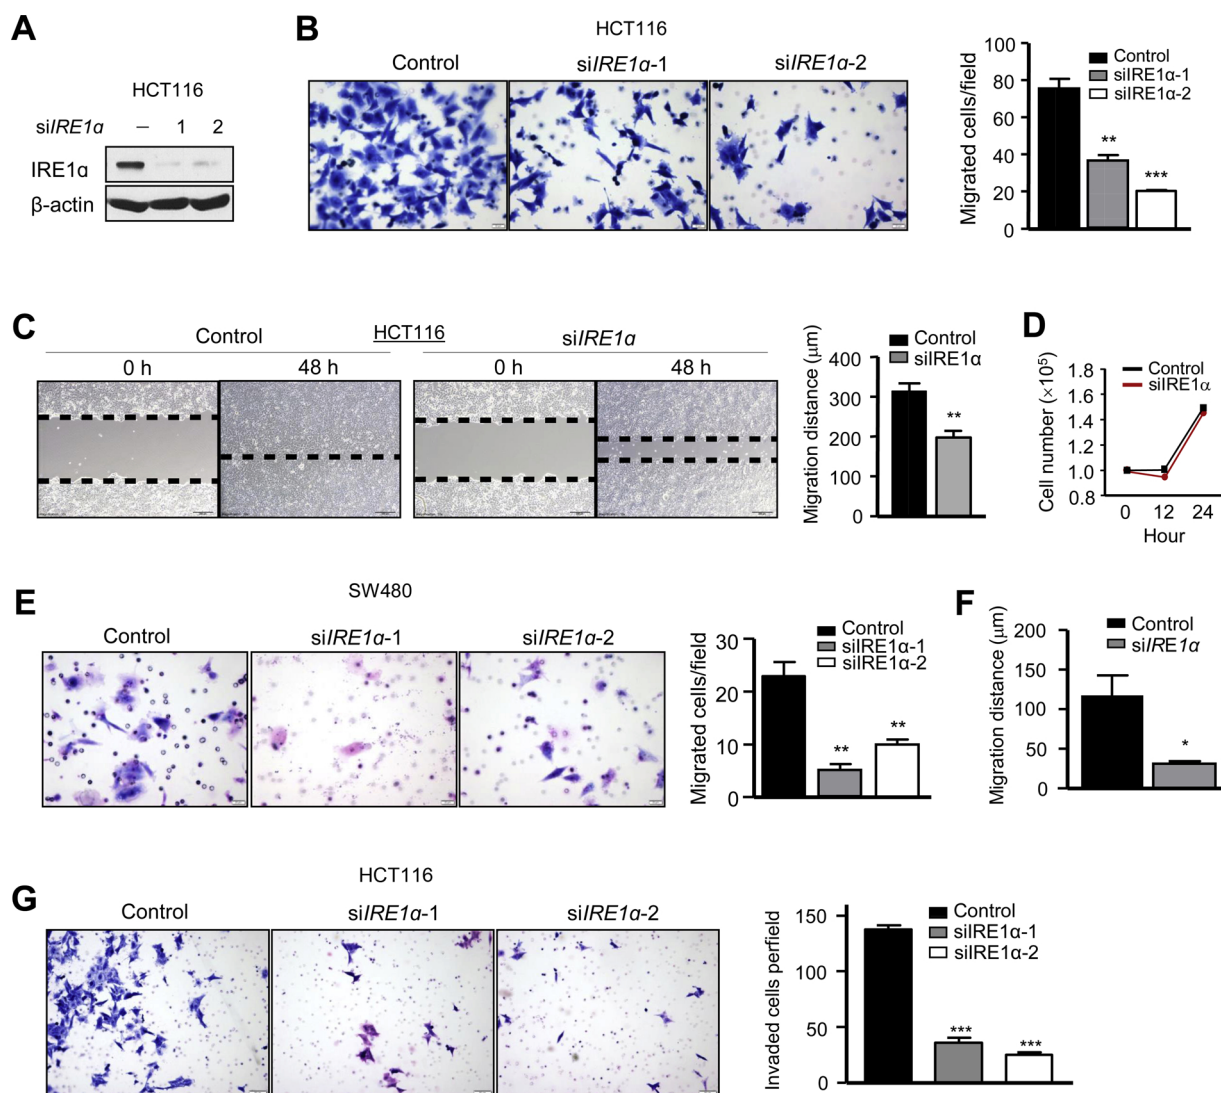 A
HCT116
siIRE1α – 1 2
IRE1α
β-actin
B
HCT116
Control siIRE1α-1 siIRE1α-2
Migrated cells/field
100
80
60
40
20
0
Control
siIRE1α-1
siIRE1α-2
**
***
C
Control HCT116 siIRE1α
0 h 48 h 0 h 48 h
Migration distance (μm)
400
300
200
100
0
Control
siIRE1α
**
D
Cell number (×10⁵)
1.8
1.6
1.4
1.2
1.0
0.8
Control
siIRE1α
0 12 24
Hour
E
SW480
Control siIRE1α-1 siIRE1α-2
Migrated cells/field
30
20
10
0
Control
siIRE1α-1
siIRE1α-2
**
**
F
Migration distance (μm)
200
150
100
50
0
Control
siIRE1α
*
G
HCT116
Control siIRE1α-1 siIRE1α-2
Invaded cells perfield
150
100
50
0
Control
siIRE1α-1
siIRE1α-2
***
***